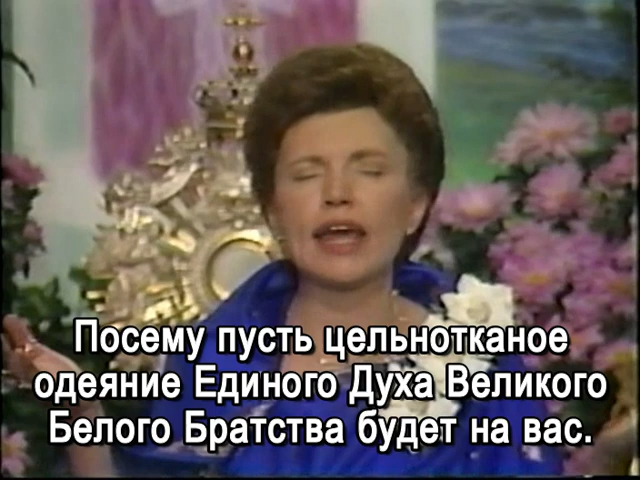 Посему пусть цельнотканое
одеяние Единого Духа Великого
Белого Братства будет на вас.